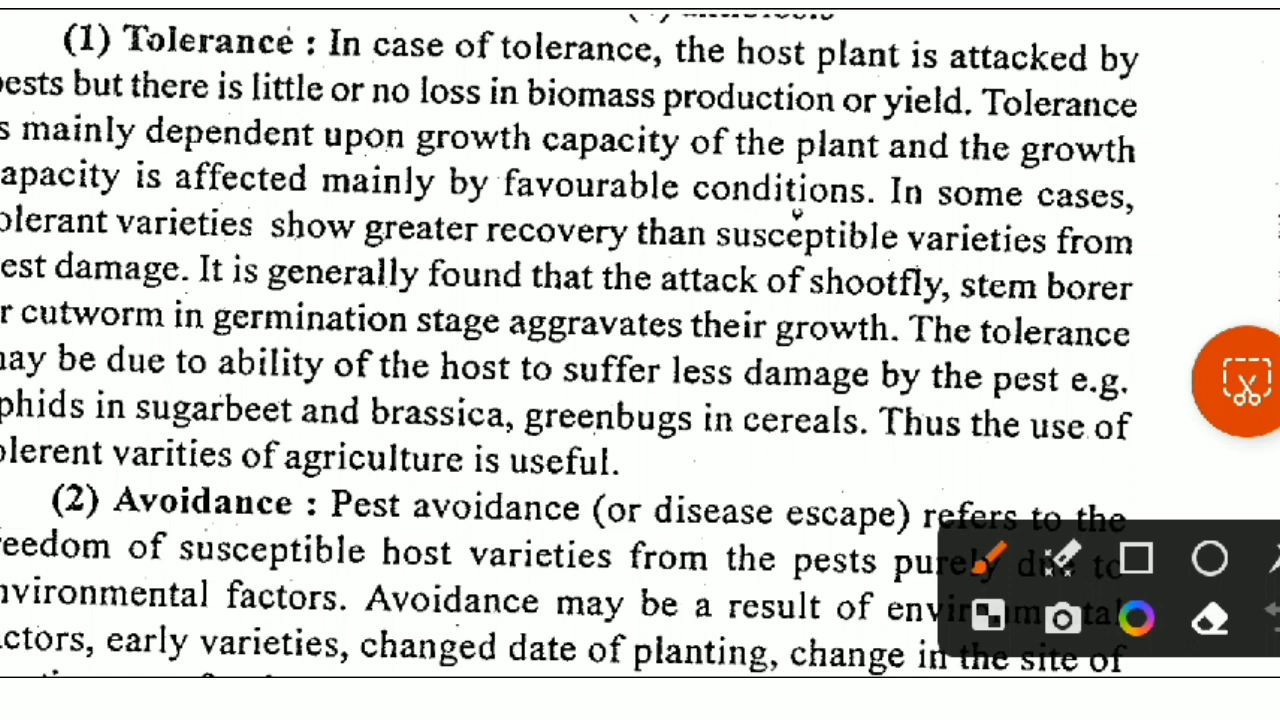 (1) Tolerance : In case of tolerance, the host plant is attacked by
ests but there is little or no loss in biomass production or yield. Tolerance
s mainly dependent upon growth capacity of the plant and the growth
apacity is affected mainly by favourable conditions. In some cases,
olerant varieties show greater recovery than susceptible varieties from
est damage. It is generally found that the attack of shootfly, stem borer
r cutworm in germination stage aggravates their growth. The tolerance
may be due to ability of the host to suffer less damage by the pest e.g.
phids in sugarbeet and brassica, greenbugs in cereals. Thus the use of
olerent varities of agriculture is useful.
(2) Avoidance : Pest avoidance (or disease escape) refers to the
reedom of susceptible host varieties from the pests purely due to
nvironmental factors. Avoidance may be a result of environmental
ctors, early varieties, changed date of planting, change in the site of